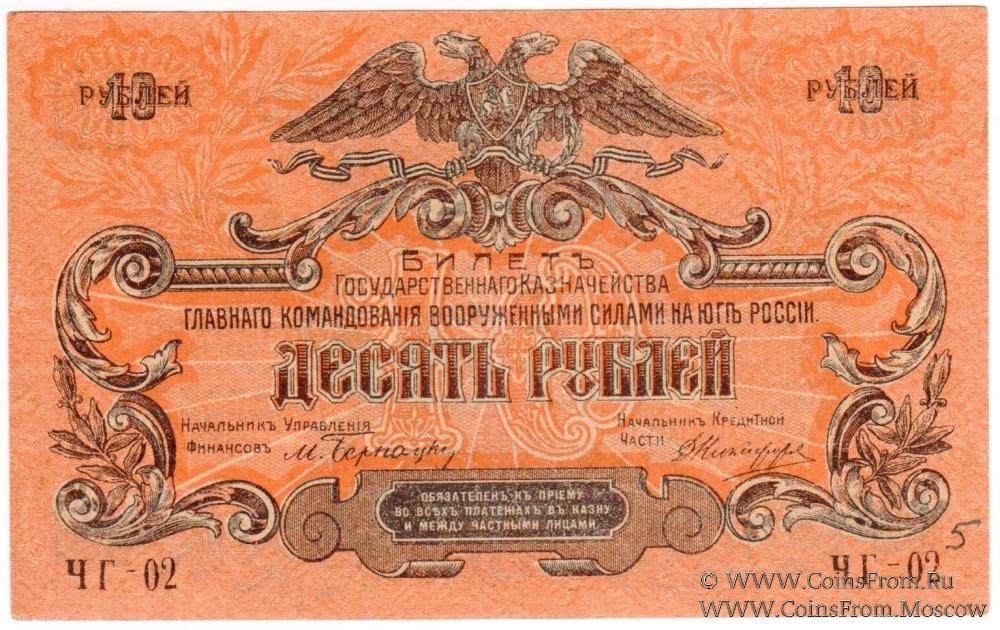 10 РУБЛЕЙ
10 РУБЛЕЙ
БИЛЕТЪ
ГОСУДАРСТВЕННАГО КАЗНАЧЕЙСТВА
ГЛАВНАГО КОМАНДОВАНІЯ ВООРУЖЕННЫМИ СИЛАМИ НА ЮГѢ РОССІИ.
ДЕСЯТЬ РУБЛЕЙ
НАЧАЛЬНИКЪ УПРАВЛЕНІЯ
ФИНАНСОВЪ М. Бернацкий
НАЧАЛЬНИКЪ КРЕДИТНОЙ
ЧАСТИ
ОБЯЗАТЕЛЕНЪ КЪ ПРІЕМУ
ВО ВСѢХЪ ПЛАТЕЖАХЪ ВЪ КАЗНУ
И МЕЖДУ ЧАСТНЫМИ ЛИЦАМИ.
ЧГ-02
ЧГ-02
5
© WWW.COINSFROM.RU
WWW.COINSFROM.MOSCOW